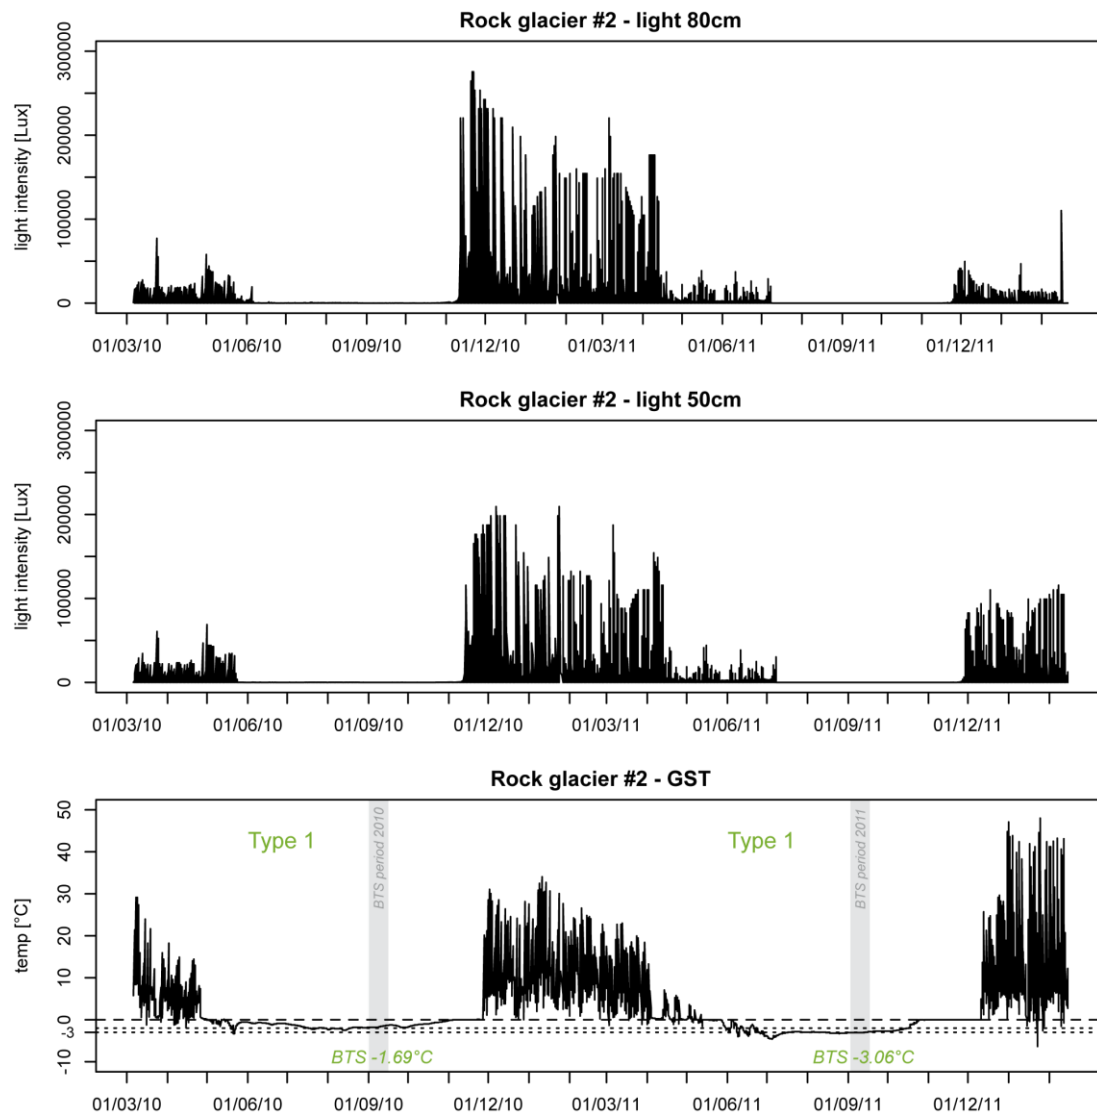 Rock glacier #2 - light 80cm
light intensity [Lux]
300000
200000
100000
0
01/03/10 01/06/10 01/09/10 01/12/10 01/03/11 01/06/11 01/09/11 01/12/11
Rock glacier #2 - light 50cm
light intensity [Lux]
300000
200000
100000
0
01/03/10 01/06/10 01/09/10 01/12/10 01/03/11 01/06/11 01/09/11 01/12/11
Rock glacier #2 - GST
temp [°C]
50
40
30
20
10
0
-3
-10
Type 1
BTS period 2010
Type 1
BTS period 2011
BTS -1.69°C
BTS -3.06°C
01/03/10 01/06/10 01/09/10 01/12/10 01/03/11 01/06/11 01/09/11 01/12/11